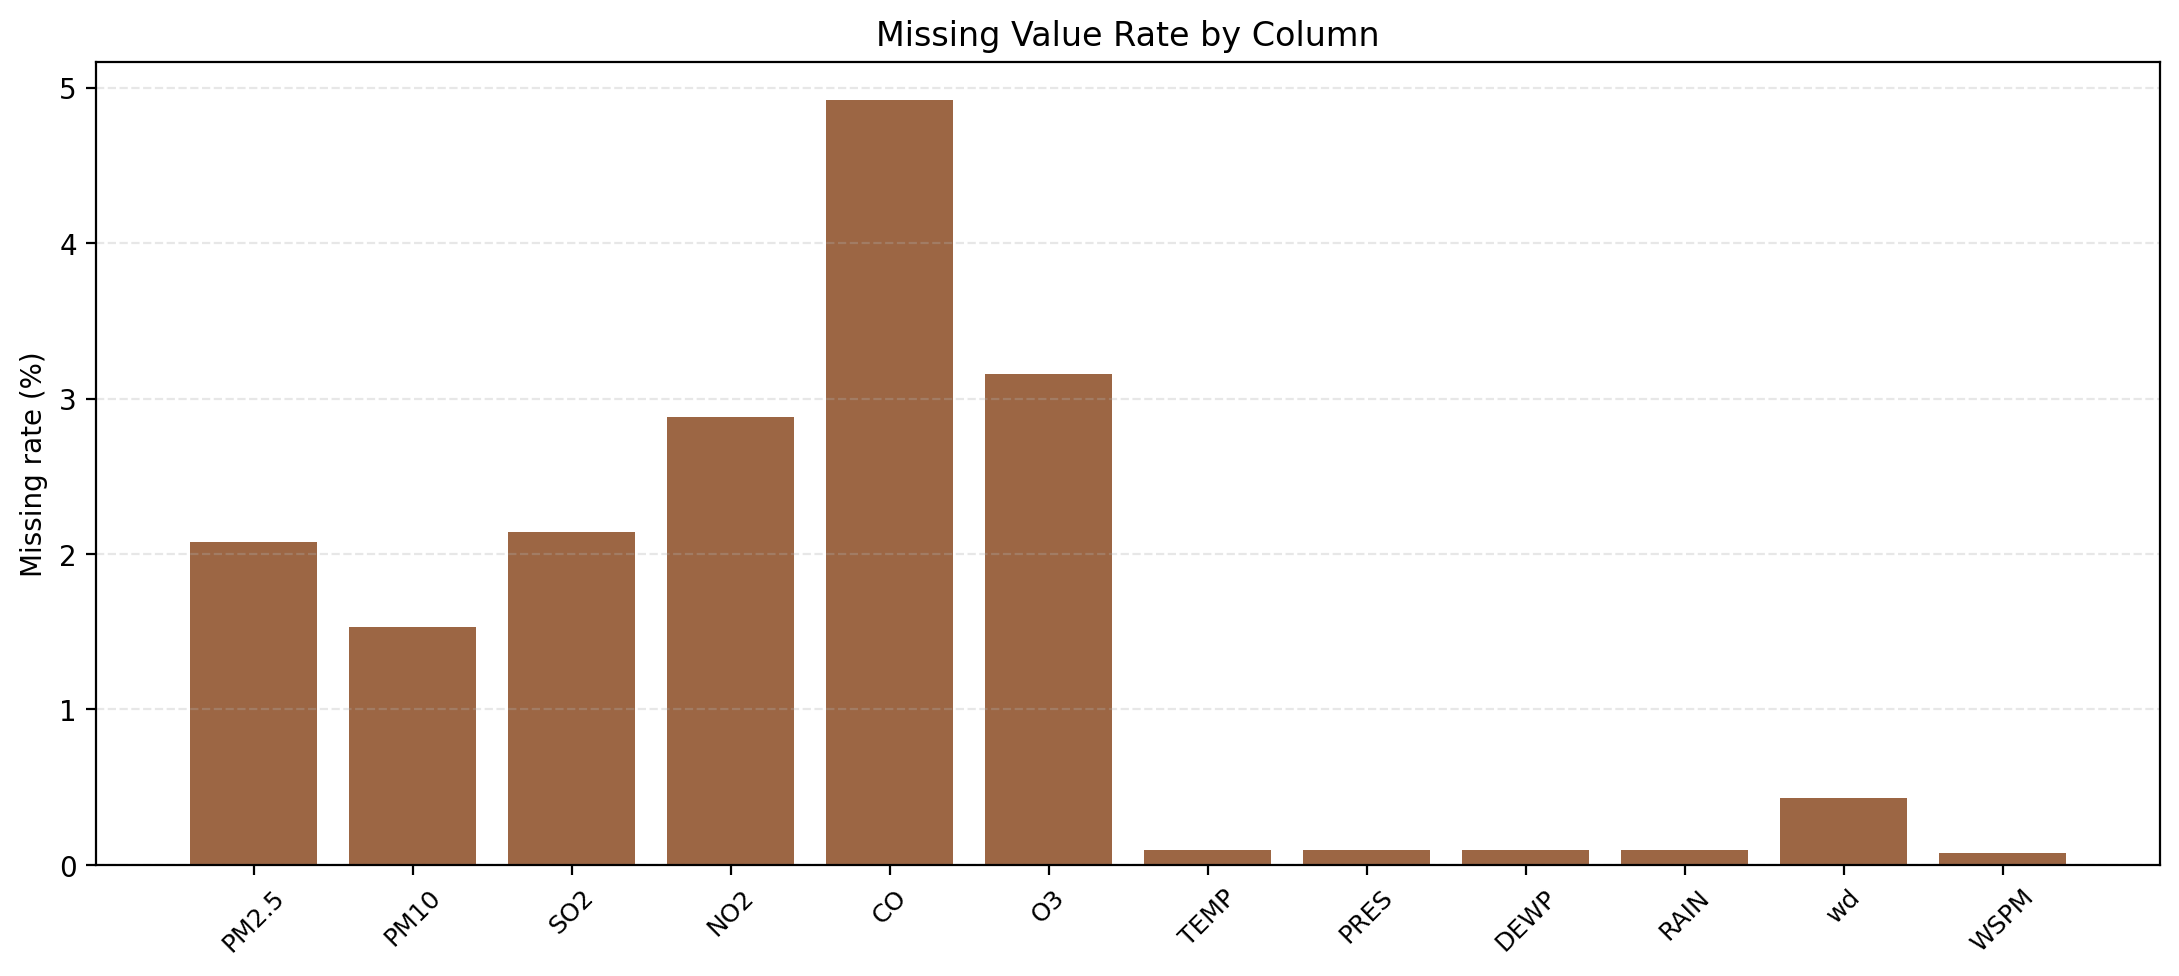 Missing Value Rate by Column
Missing rate (%)
5
4
3
2
1
0
PM2.5
PM10
SO2
NO2
CO
O3
TEMP
PRES
DEWP
RAIN
wd
WSPM